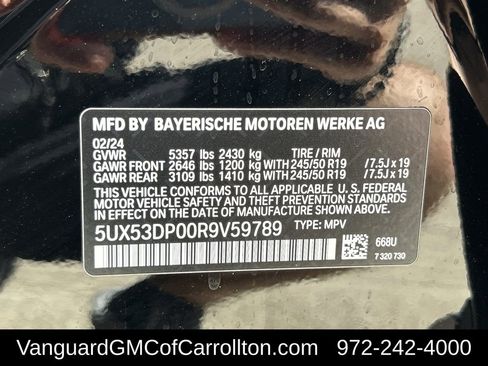 MFD BY BAYERISCHE MOTOREN WERKE AG
02/24
GVWR 5357 lbs 2430 kg TIRE / RIM
GAWR FRONT 2646 lbs 1200 kg WITH 245/50 R19 /7.5J x 19
GAWR REAR 3109 lbs 1410 kg WITH 245/50 R19 /7.5J x 19
THIS VEHICLE CONFORMS TO ALL APPLICABLE U. S. FEDERAL
MOTOR VEHICLE SAFETY AND THEFT PREVENTION STANDARDS
IN EFFECT ON THE DATE OF MANUFACTURE SHOWN ABOVE.
5UX53DP00R9V59789 TYPE: MPV
668U
7 320 730
VanguardGMCofCarrollton.com 972-242-4000